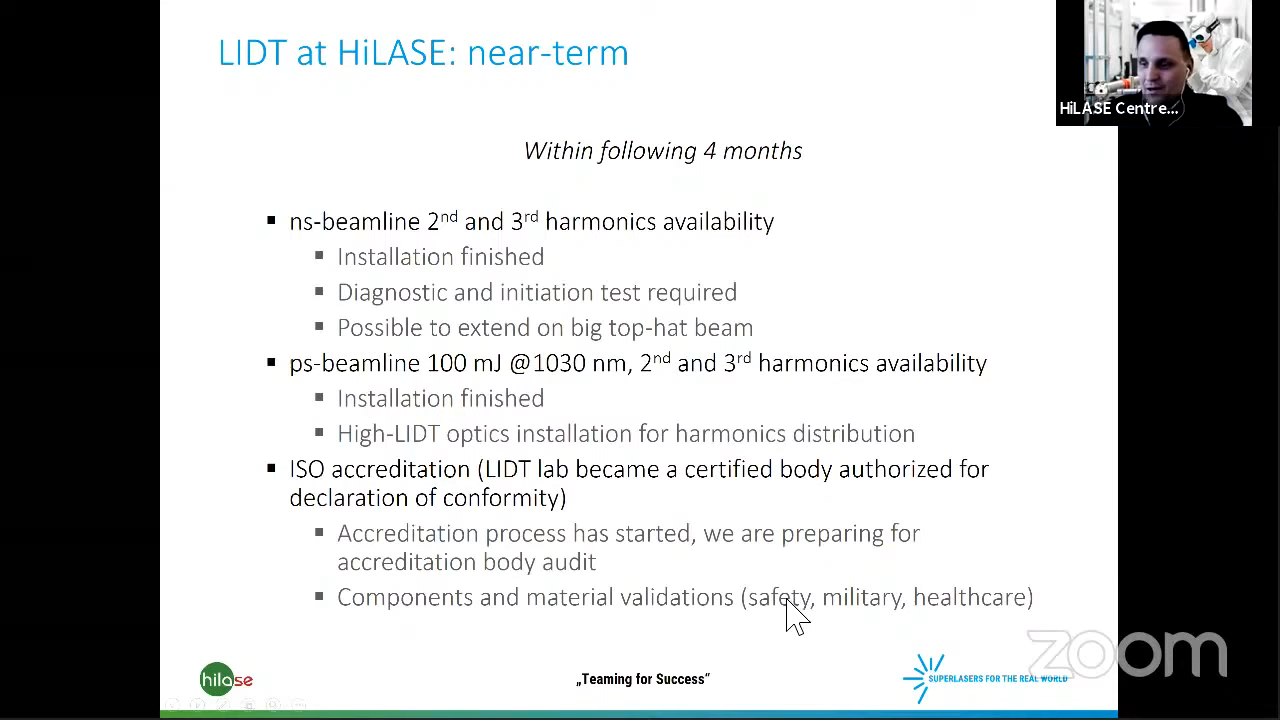 LIDT at HiLASE: near-term
HiLASE Centre...
Within following 4 months
▪ ns-beamline 2nd and 3rd harmonics availability
▪ Installation finished
▪ Diagnostic and initiation test required
▪ Possible to extend on big top-hat beam
▪ ps-beamline 100 mJ @1030 nm, 2nd and 3rd harmonics availability
▪ Installation finished
▪ High-LIDT optics installation for harmonics distribution
▪ ISO accreditation (LIDT lab became a certified body authorized for
declaration of conformity)
▪ Accreditation process has started, we are preparing for
accreditation body audit
▪ Components and material validations (safety, military, healthcare)
zoom
hilase
„Teaming for Success“
SUPERLASERS FOR THE REAL WORLD